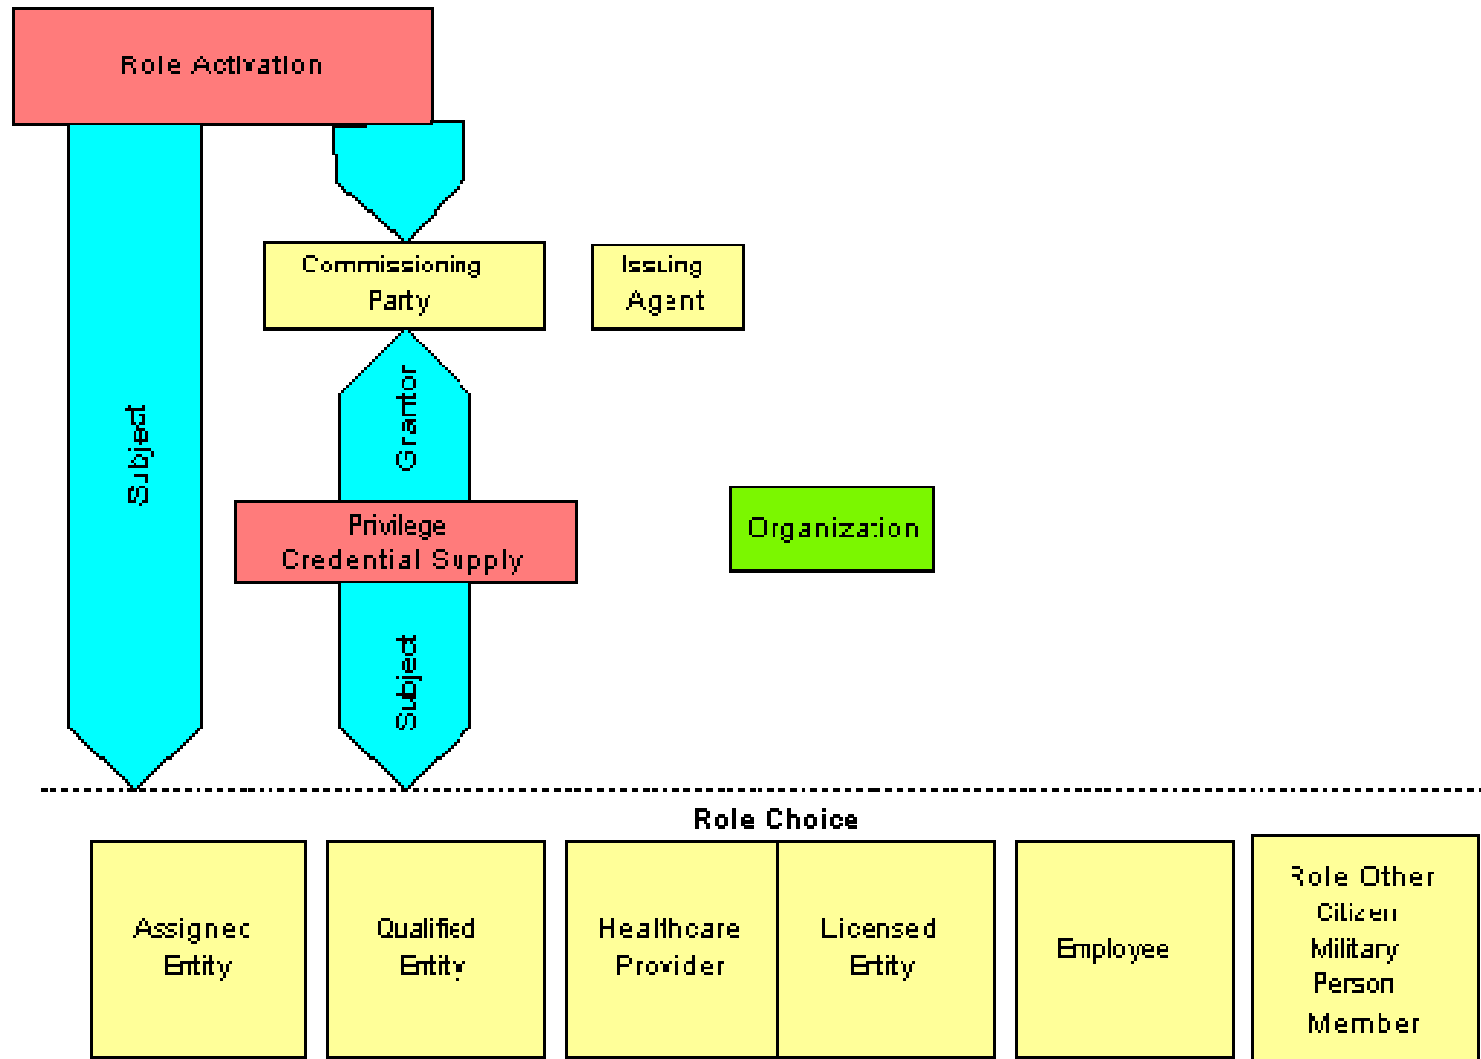 Role Activation
Commissioning
Party
Issuing
Agent
Grantor
Subject
Privilege
Credential Supply
Organization
Subject
Role Choice
Assigned
Entity
Qualified
Entity
Healthcare
Provider
Licensed
Entity
Employee
Role Other
Citizen
Military
Person
Member